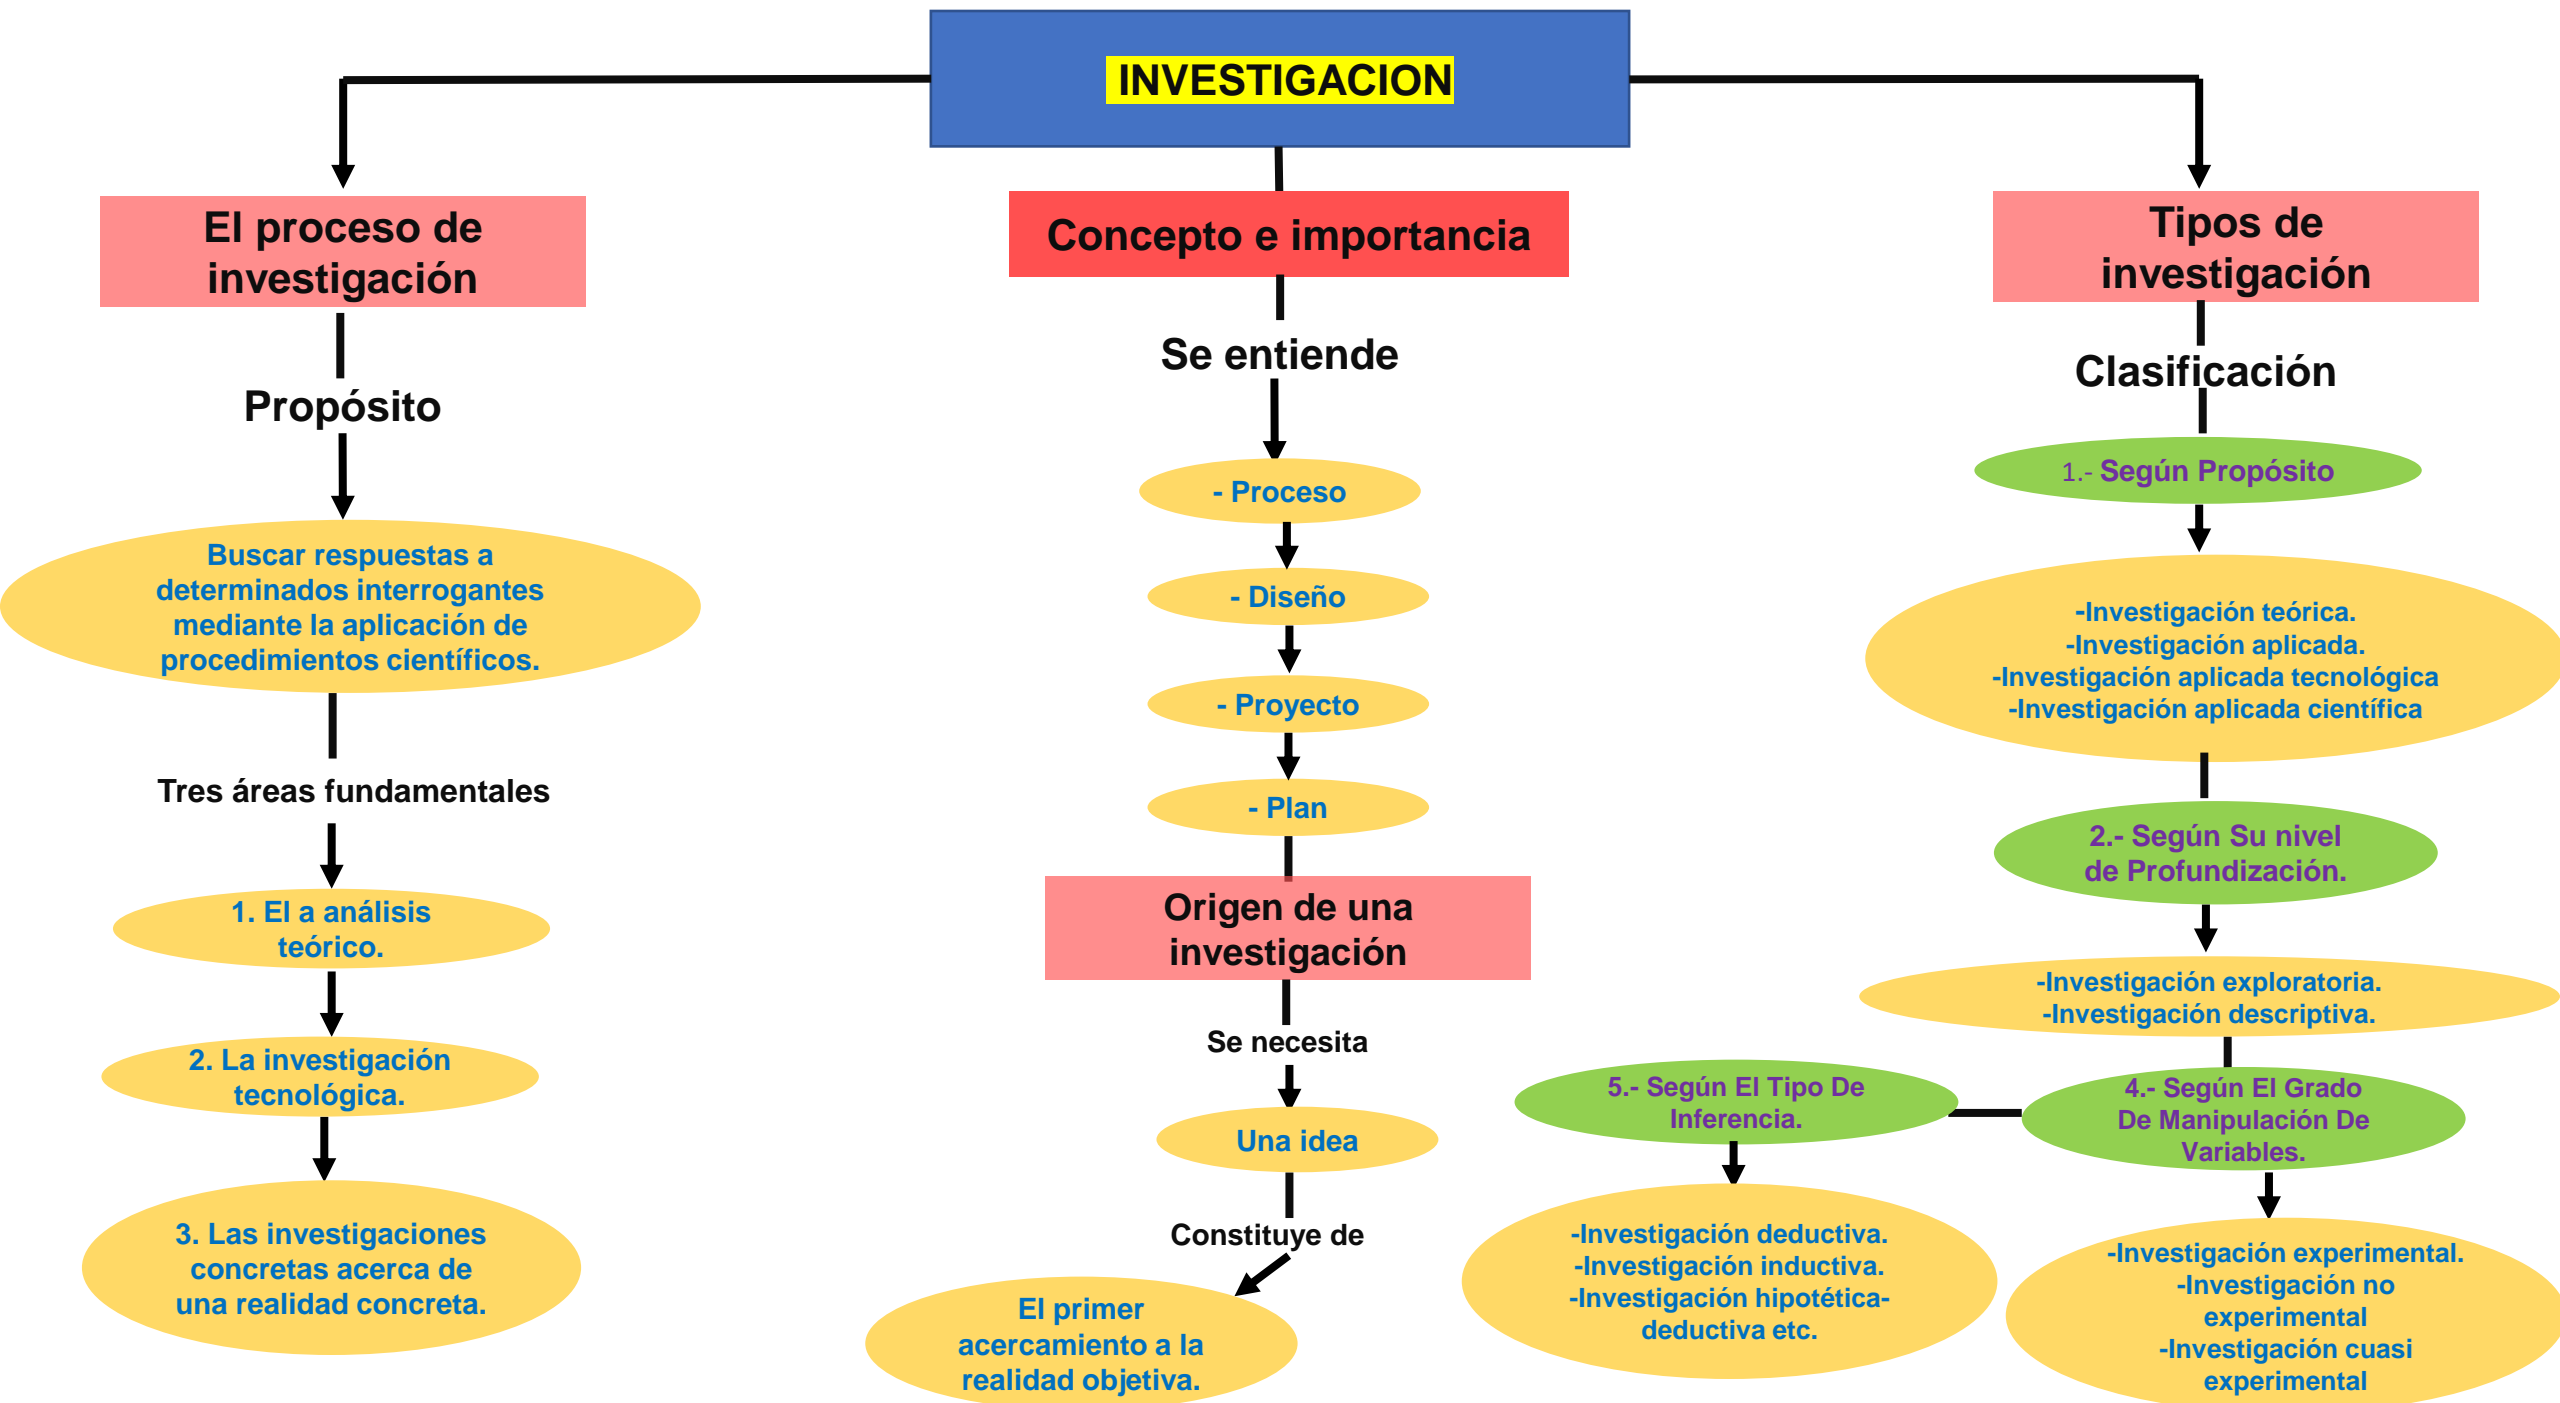 INVESTIGACION
El proceso de
investigación
Propósito
Buscar respuestas a
determinados interrogantes
mediante la aplicación de
procedimientos científicos.
Tres áreas fundamentales
1. El a análisis
teórico.
2. La investigación
tecnológica.
3. Las investigaciones
concretas acerca de
una realidad concreta.
Concepto e importancia
Se entiende
- Proceso
- Diseño
- Proyecto
- Plan
Origen de una
investigación
Se necesita
Una idea
Constituye de
El primer
acercamiento a la
realidad objetiva.
Tipos de
investigación
Clasificación
1.- Según Propósito
-Investigación teórica.
-Investigación aplicada.
-Investigación aplicada tecnológica
-Investigación aplicada científica
2.- Según Su nivel
de Profundización.
-Investigación exploratoria.
-Investigación descriptiva.
4.- Según El Grado
De Manipulación De
Variables.
-Investigación experimental.
-Investigación no
experimental
-Investigación cuasi
experimental
5.- Según El Tipo De
Inferencia.
-Investigación deductiva.
-Investigación inductiva.
-Investigación hipotética-
deductiva etc.